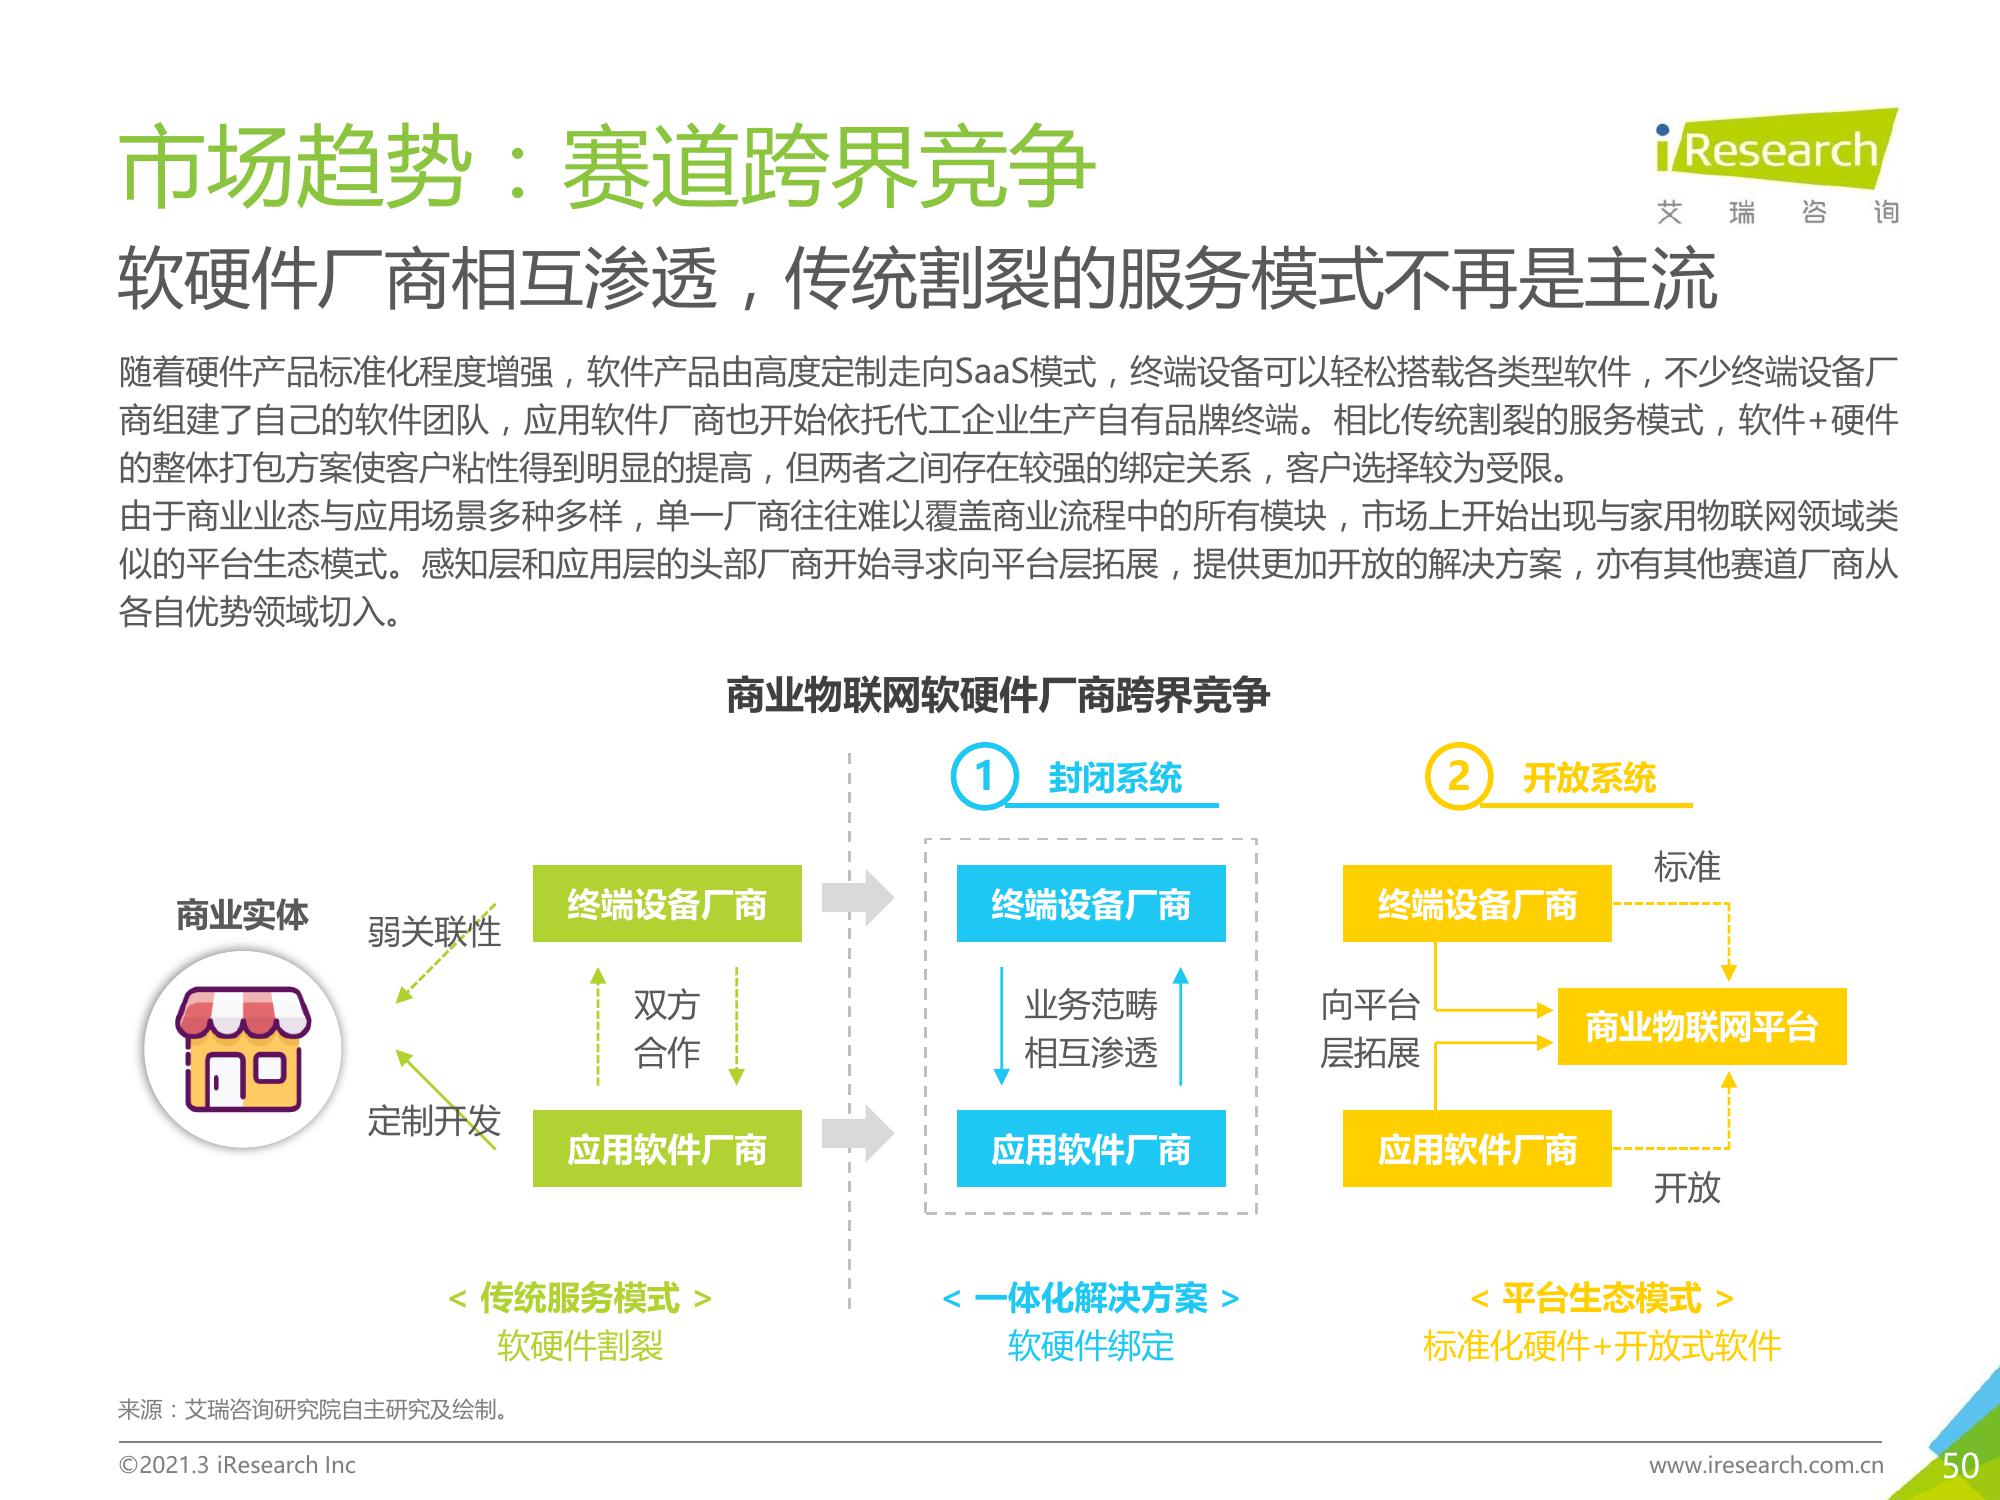 市场趋势：赛道跨界竞争
iResearch
艾瑞咨询
软硬件厂商相互渗透，传统割裂的服务模式不再是主流
随着硬件产品标准化程度增强，软件产品由高度定制走向SaaS模式，终端设备可以轻松搭载各类型软件，不少终端设备厂
商组建了自己的软件团队，应用软件厂商也开始依托代工企业生产自有品牌终端。相比传统割裂的服务模式，软件+硬件
的整体打包方案使客户粘性得到明显的提高，但两者之间存在较强的绑定关系，客户选择较为受限。
由于商业业态与应用场景多种多样，单一厂商往往难以覆盖商业流程中的所有模块，市场上开始出现与家用物联网领域类
似的平台生态模式。感知层和应用层的头部厂商开始寻求向平台层拓展，提供更加开放的解决方案，亦有其他赛道厂商从
各自优势领域切入。
商业物联网软硬件厂商跨界竞争
商业实体
弱关联性
定制开发
终端设备厂商
双方
合作
应用软件厂商
< 传统服务模式 >
软硬件割裂
1 封闭系统
终端设备厂商
业务范畴
相互渗透
应用软件厂商
< 一体化解决方案 >
软硬件绑定
2 开放系统
终端设备厂商
标准
向平台
层拓展
商业物联网平台
应用软件厂商
开放
< 平台生态模式 >
标准化硬件+开放式软件
来源：艾瑞咨询研究院自主研究及绘制。
©2021.3 iResearch Inc
www.iresearch.com.cn
50